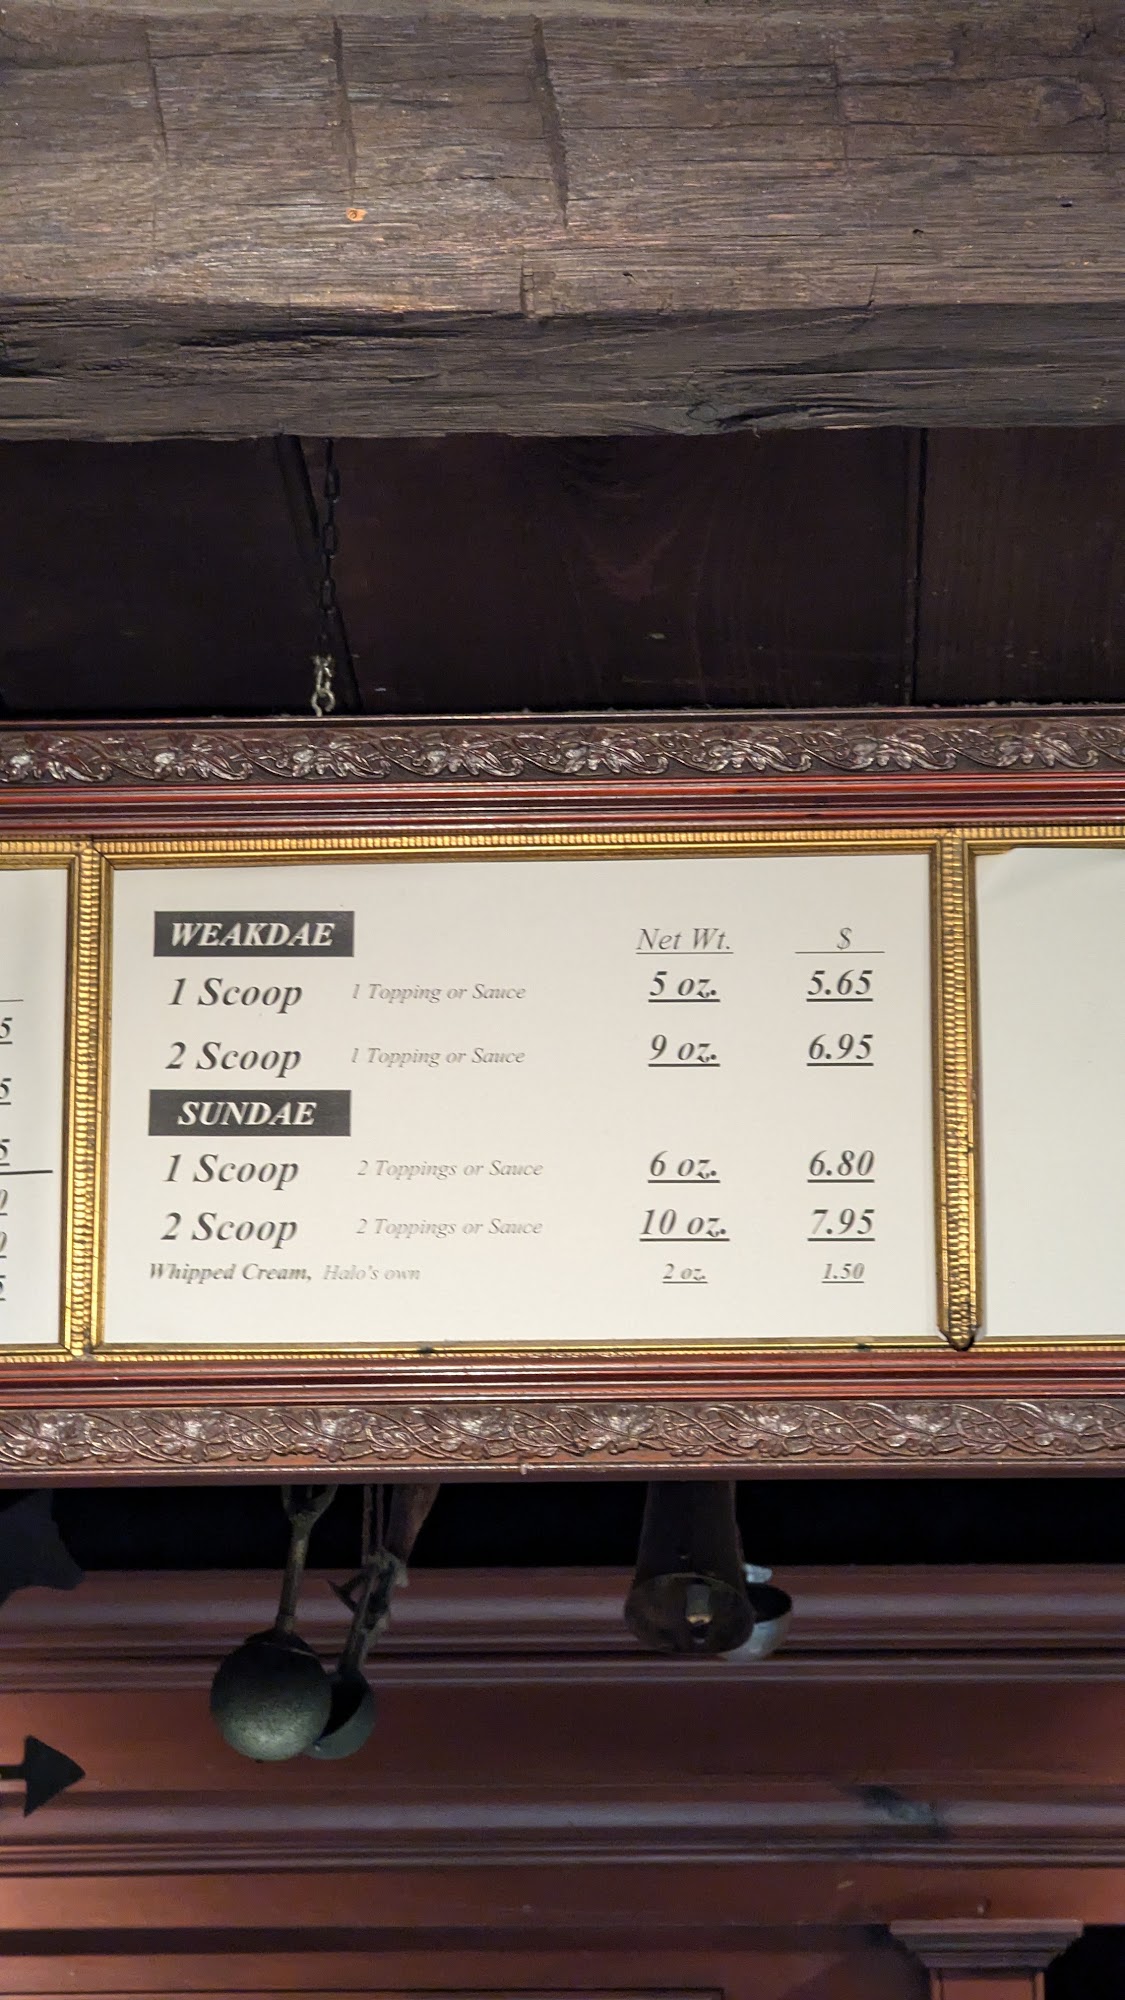 WEAKDAE Net Wt. $
1 Scoop 1 Topping or Sauce 5 oz. 5.65
2 Scoop 1 Topping or Sauce 9 oz. 6.95
SUNDAE
1 Scoop 2 Toppings or Sauce 6 oz. 6.80
2 Scoop 2 Toppings or Sauce 10 oz. 7.95
Whipped Cream, Halo's own 2 oz. 1.50